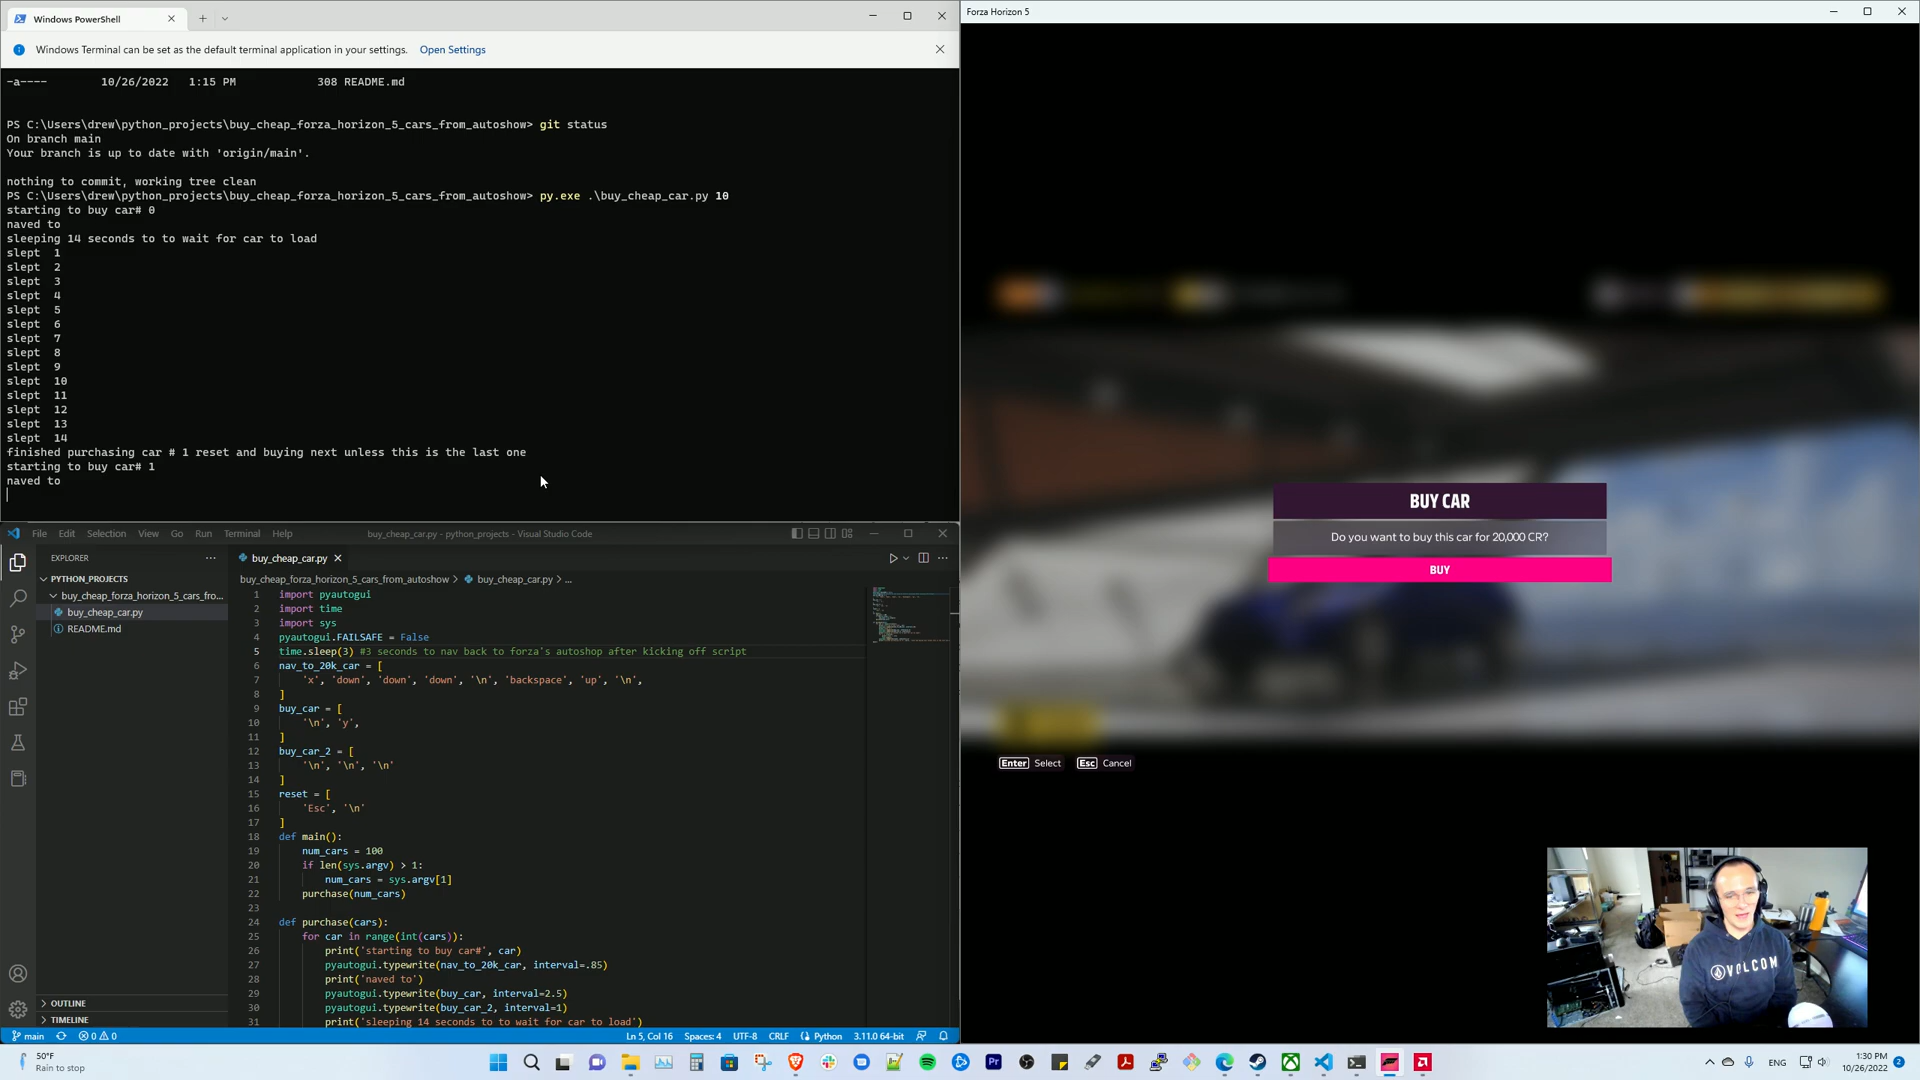 Windows PowerShell
Windows Terminal can be set as the default terminal application in your settings. Open Settings
-a----        10/26/2022   1:15 PM            308 README.md
PS C:\Users\drew\python_projects\buy_cheap_forza_horizon_5_cars_from_autoshow> git status
On branch main
Your branch is up to date with 'origin/main'.
nothing to commit, working tree clean
PS C:\Users\drew\python_projects\buy_cheap_forza_horizon_5_cars_from_autoshow> py.exe .\buy_cheap_car.py 10
starting to buy car# 0
naved to
sleeping 14 seconds to to wait for car to load
slept  1
slept  2
slept  3
slept  4
slept  5
slept  6
slept  7
slept  8
slept  9
slept  10
slept  11
slept  12
slept  13
slept  14
finished purchasing car # 1 reset and buying next unless this is the last one
starting to buy car# 1
naved to
File Edit Selection View Go Run Terminal Help
buy_cheap_car.py - python_projects - Visual Studio Code
EXPLORER
PYTHON_PROJECTS
buy_cheap_forza_horizon_5_cars_fro...
buy_cheap_car.py
README.md
OUTLINE
TIMELINE
buy_cheap_car.py
buy_cheap_forza_horizon_5_cars_from_autoshow > buy_cheap_car.py > ...
1 import pyautogui
2 import time
3 import sys
4 pyautogui.FAILSAFE = False
5 time.sleep(3) #3 seconds to nav back to forza's autoshop after kicking off script
6 nav_to_20k_car = [
7     'x', 'down', 'down', 'down', '\n', 'backspace', 'up', '\n',
8 ]
9 buy_car = [
10     '\n', 'y',
11 ]
12 buy_car_2 = [
13     '\n', '\n', '\n'
14 ]
15 reset = [
16     'Esc', '\n'
17 ]
18 def main():
19     num_cars = 100
20     if len(sys.argv) > 1:
21         num_cars = sys.argv[1]
22     purchase(num_cars)
23
24 def purchase(cars):
25     for car in range(int(cars)):
26         print('starting to buy car#', car)
27         pyautogui.typewrite(nav_to_20k_car, interval=.85)
28         print('naved to')
29         pyautogui.typewrite(buy_car, interval=2.5)
30         pyautogui.typewrite(buy_car_2, interval=1)
31         print('sleeping 14 seconds to to wait for car to load')
main 0 0 Ln 5, Col 16 Spaces: 4 UTF-8 CRLF Python 3.11.0 64-bit
Forza Horizon 5
BUY CAR
Do you want to buy this car for 20,000 CR?
BUY
Enter Select Esc Cancel
VOLCOM
50°F
Rain to stop
Pr
ENG
1:30 PM
10/26/2022
2